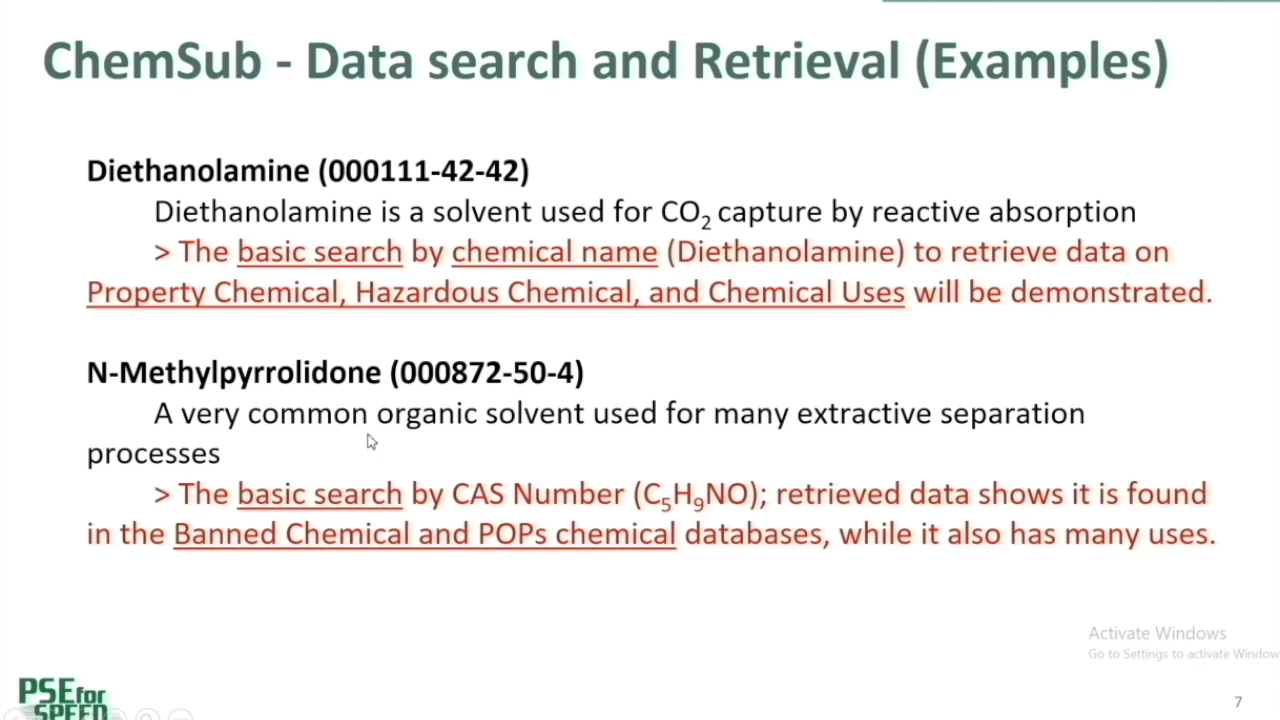 ChemSub - Data search and Retrieval (Examples)
Diethanolamine (000111-42-42)
Diethanolamine is a solvent used for CO₂ capture by reactive absorption
> The basic search by chemical name (Diethanolamine) to retrieve data on
Property Chemical, Hazardous Chemical, and Chemical Uses will be demonstrated.
N-Methylpyrrolidone (000872-50-4)
A very common organic solvent used for many extractive separation
processes
> The basic search by CAS Number (C₅H₉NO); retrieved data shows it is found
in the Banned Chemical and POPs chemical databases, while it also has many uses.
Activate Windows
Go to Settings to activate Window
PSE for
SPEED
7